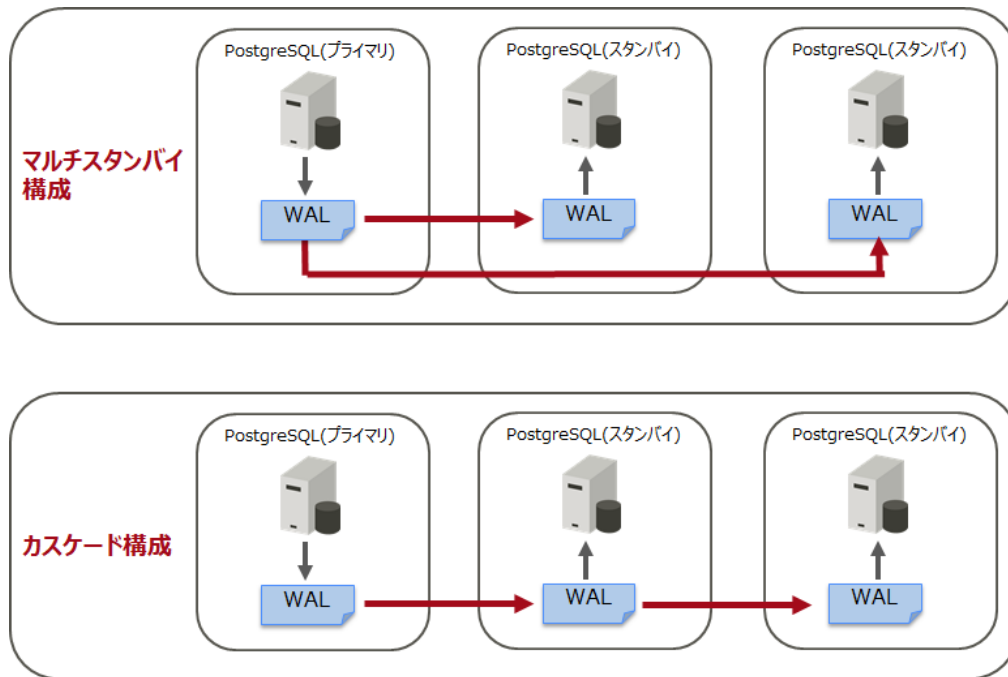 PostgreSQL(プライマリ)
PostgreSQL(スタンバイ)
PostgreSQL(スタンバイ)
マルチスタンバイ
構成
WAL
WAL
WAL
PostgreSQL(プライマリ)
PostgreSQL(スタンバイ)
PostgreSQL(スタンバイ)
カスケード構成
WAL
WAL
WAL